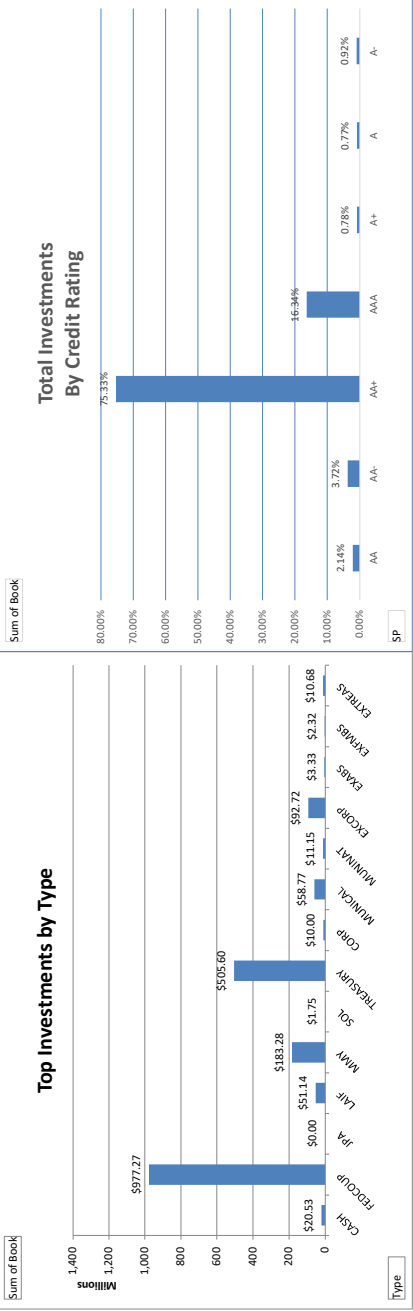 Sum of Book
Top Investments by Type
Millions
1,400
1,200
1,000
800
600
400
200
0
$20.53
$977.27
$0.00
$51.14
$183.28
$1.75
$505.60
$10.00
$58.77
$11.15
$92.72
$3.33
$2.32
$10.68
CASH
FEDCOUP
JPA
LAIF
MMY
SOL
TREASURY
CORP
MUNICAL
MUNINAT
EXCORP
EXABS
EXFMBS
EXTREAS
Type
Sum of Book
Total Investments
By Credit Rating
80.00%
70.00%
60.00%
50.00%
40.00%
30.00%
20.00%
10.00%
0.00%
2.14%
3.72%
75.33%
16.34%
0.78%
0.77%
0.92%
AA
AA-
AA+
AAA
A+
A
A-
SP